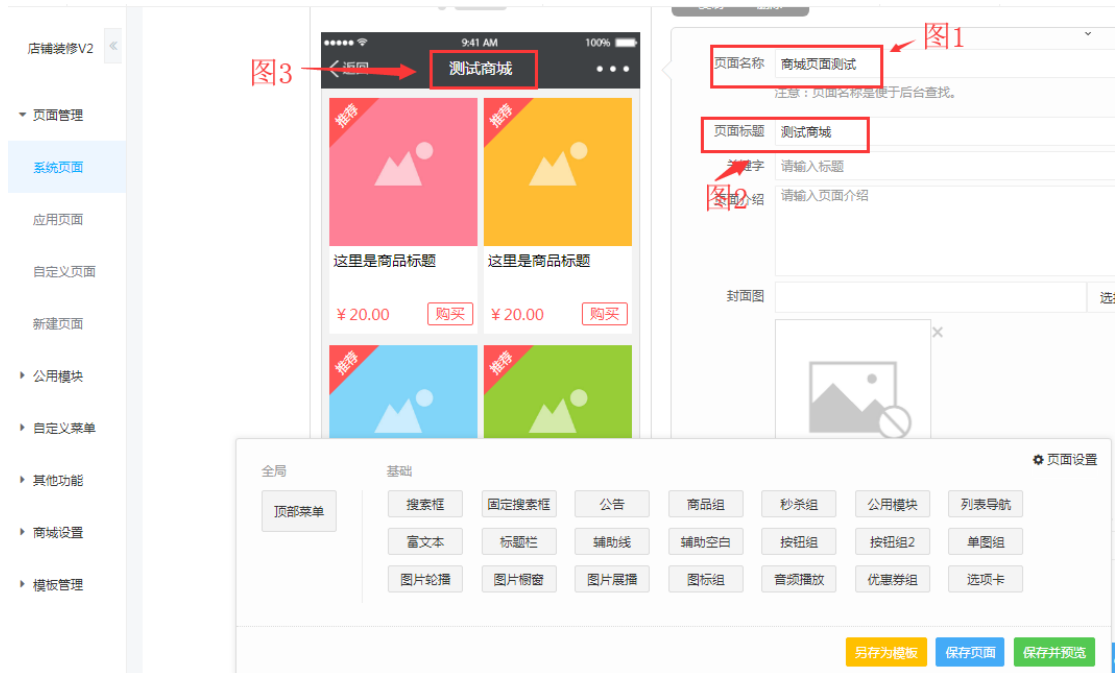 店铺装修V2
页面管理
系统页面
应用页面
自定义页面
新建页面
公用模块
自定义菜单
其他功能
商城设置
模板管理
9:41 AM
100%
返回
测试商城
图3
推荐
推荐
这里是商品标题
这里是商品标题
¥20.00
购买
¥20.00
购买
推荐
推荐
图1
页面名称
商城页面测试
注意：页面名称是便于后台查找。
页面标题
测试商城
关键字
请输入标题
图2
页面介绍
请输入页面介绍
封面图
页面设置
全局
基础
顶部菜单
搜索框
固定搜索框
公告
商品组
秒杀组
公用模块
列表导航
富文本
标题栏
辅助线
辅助空白
按钮组
按钮组2
单图组
图片轮播
图片橱窗
图片展播
图标组
音频播放
优惠券组
选项卡
另存为模板
保存页面
保存并预览